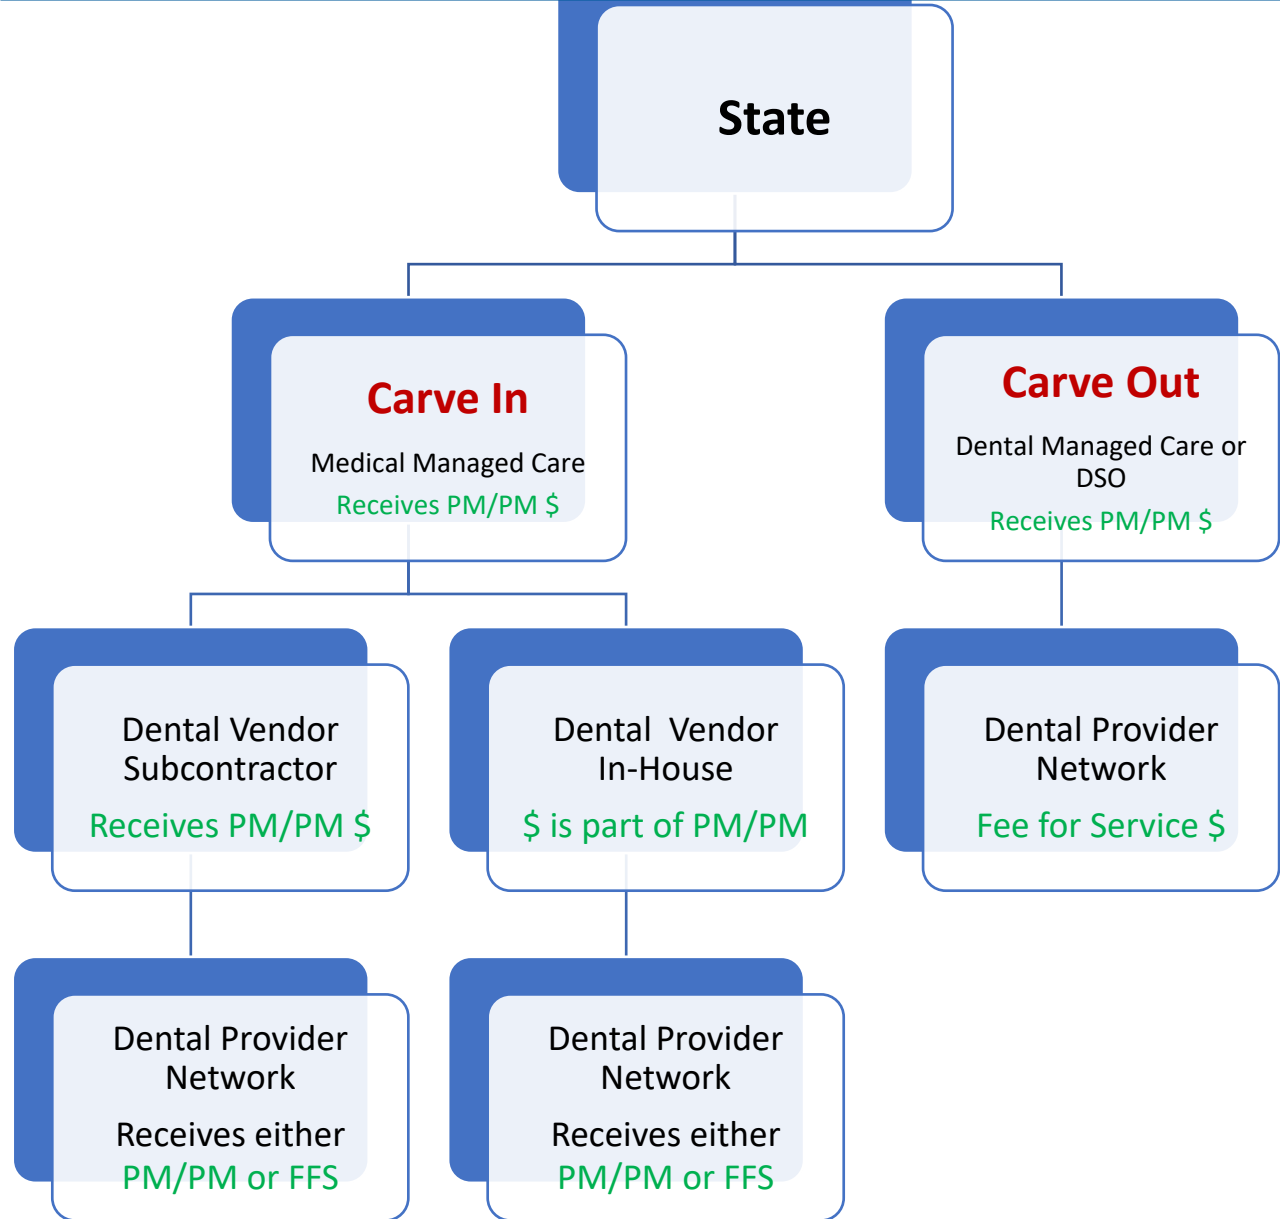 State
Carve In
Medical Managed Care
Receives PM/PM $
Carve Out
Dental Managed Care or
DSO
Receives PM/PM $
Dental Vendor
Subcontractor
Receives PM/PM $
Dental  Vendor
In-House
$ is part of PM/PM
Dental Provider
Network
Fee for Service $
Dental Provider
Network
Receives either
PM/PM or FFS
Dental Provider
Network
Receives either
PM/PM or FFS